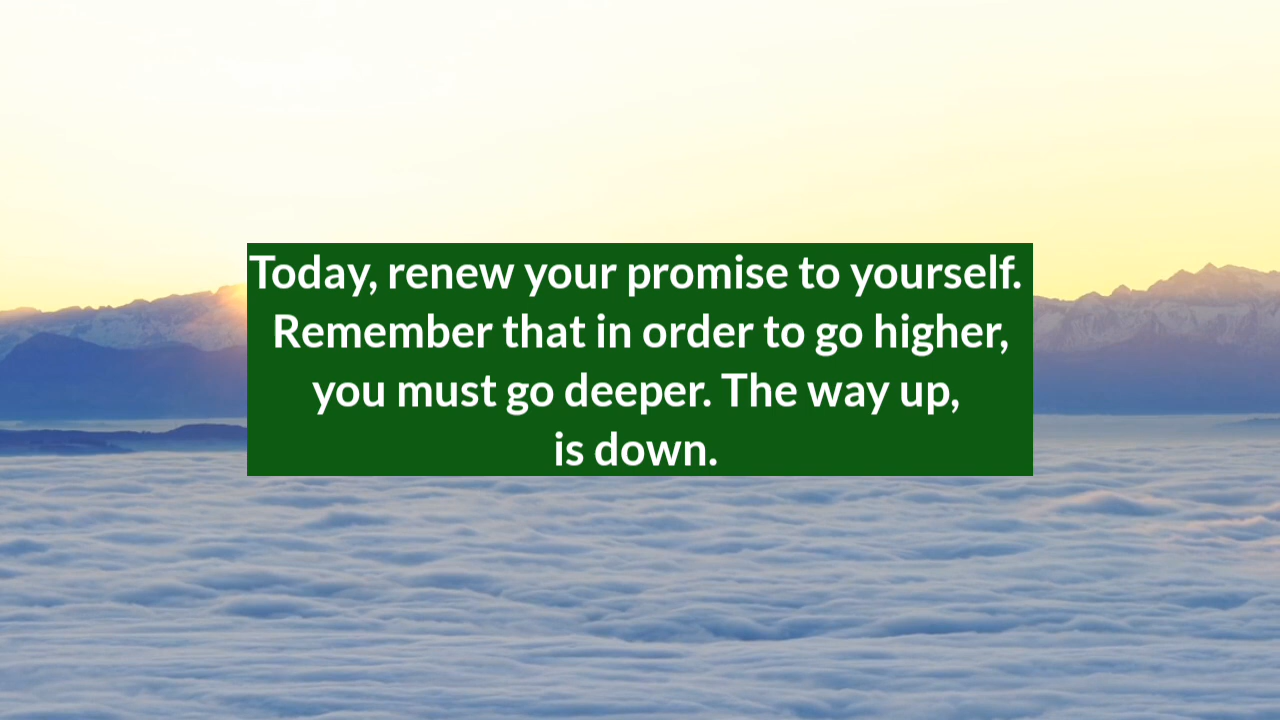 Today, renew your promise to yourself.
Remember that in order to go higher,
you must go deeper. The way up,
is down.